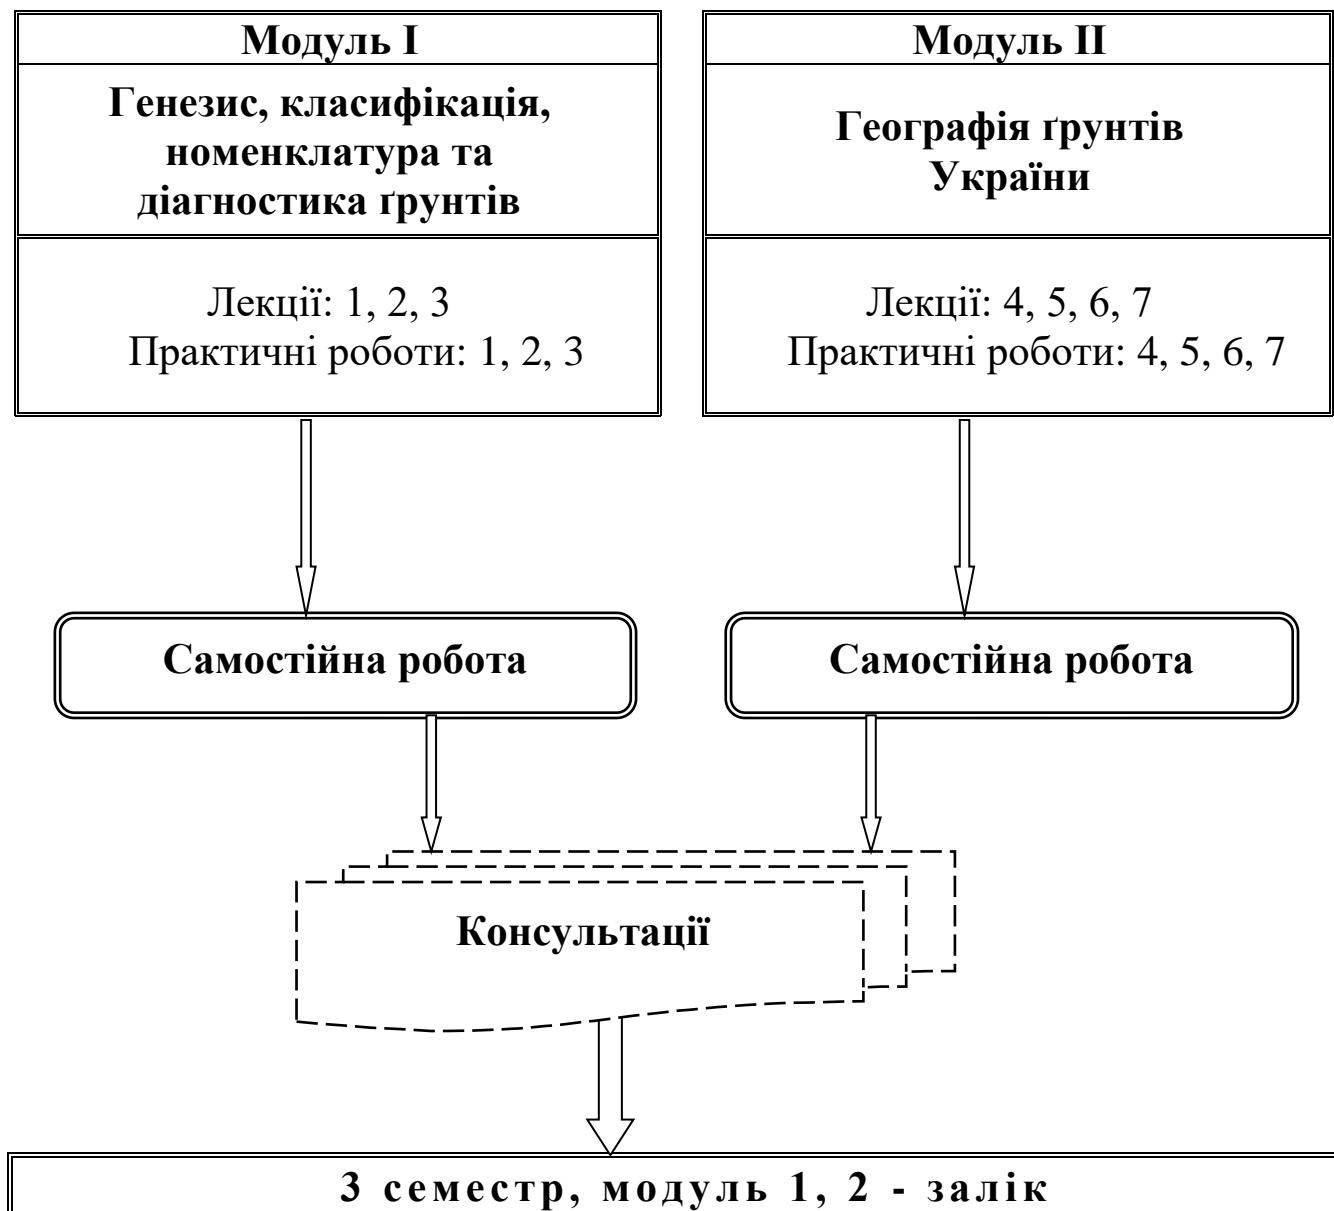 Модуль I
Генезис, класифікація,
номенклатура та
діагностика ґрунтів
Лекції: 1, 2, 3
Практичні роботи: 1, 2, 3
Модуль II
Географія ґрунтів
України
Лекції: 4, 5, 6, 7
Практичні роботи: 4, 5, 6, 7
Самостійна робота
Самостійна робота
Консультації
3 семестр, модуль 1, 2 - залік